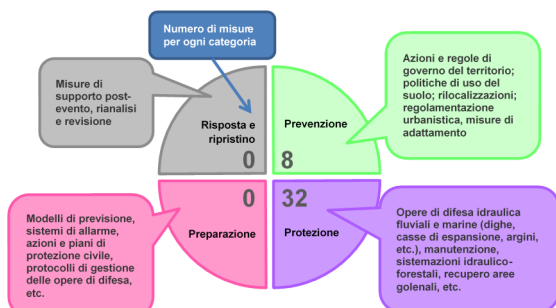 Numero di misure
per ogni categoria
Misure di
supporto post-
evento, rianalisi
e revisione
Risposta e
ripristino
0
Prevenzione
8
Azioni e regole di
governo del territorio;
politiche di uso del
suolo; rilocalizzazioni;
regolamentazione
urbanistica, misure di
adattamento
Modelli di previsione,
sistemi di allarme,
azioni e piani di
protezione civile,
protocolli di gestione
delle opere di difesa,
etc.
0
Preparazione
32
Protezione
Opere di difesa idraulica
fluviali e marine (dighe,
casse di espansione, argini,
etc.), manutenzione,
sistemazioni idraulico-
forestali, recupero aree
golenali, etc.